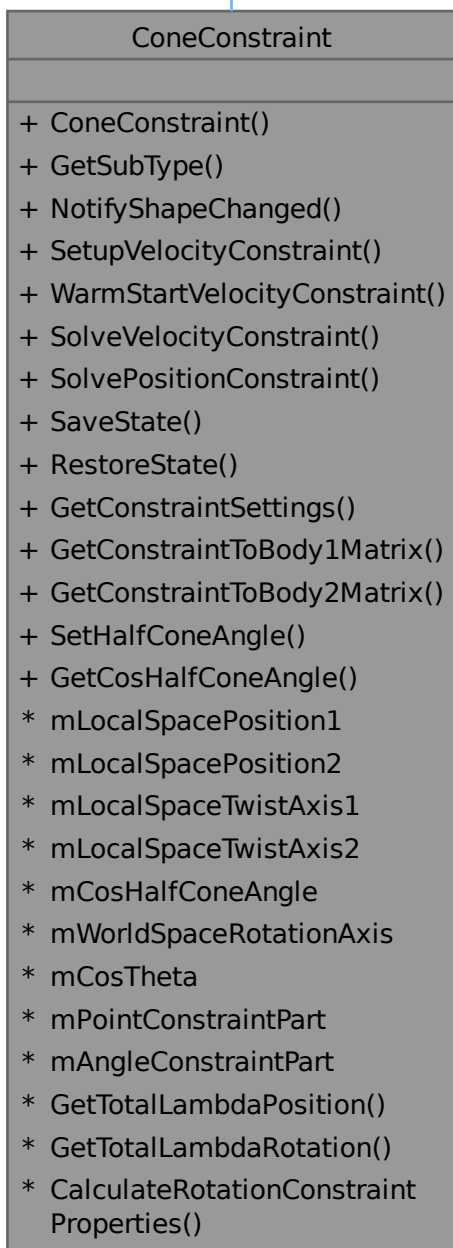 ConeConstraint
+ ConeConstraint()
+ GetSubType()
+ NotifyShapeChanged()
+ SetupVelocityConstraint()
+ WarmStartVelocityConstraint()
+ SolveVelocityConstraint()
+ SolvePositionConstraint()
+ SaveState()
+ RestoreState()
+ GetConstraintSettings()
+ GetConstraintToBody1Matrix()
+ GetConstraintToBody2Matrix()
+ SetHalfConeAngle()
+ GetCosHalfConeAngle()
* mLocalSpacePosition1
* mLocalSpacePosition2
* mLocalSpaceTwistAxis1
* mLocalSpaceTwistAxis2
* mCosHalfConeAngle
* mWorldSpaceRotationAxis
* mCosTheta
* mPointConstraintPart
* mAngleConstraintPart
* GetTotalLambdaPosition()
* GetTotalLambdaRotation()
* CalculateRotationConstraint
Properties()